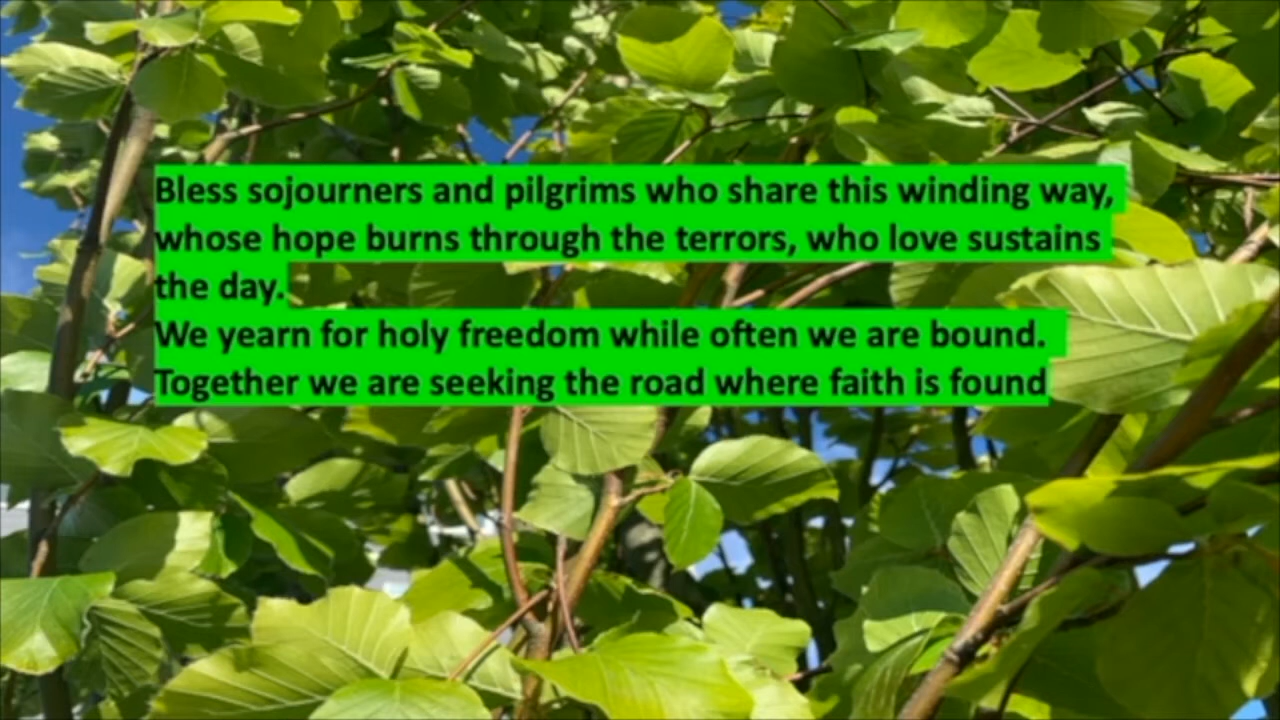 Bless sojourners and pilgrims who share this winding way,
whose hope burns through the terrors, who love sustains
the day.
We yearn for holy freedom while often we are bound.
Together we are seeking the road where faith is found